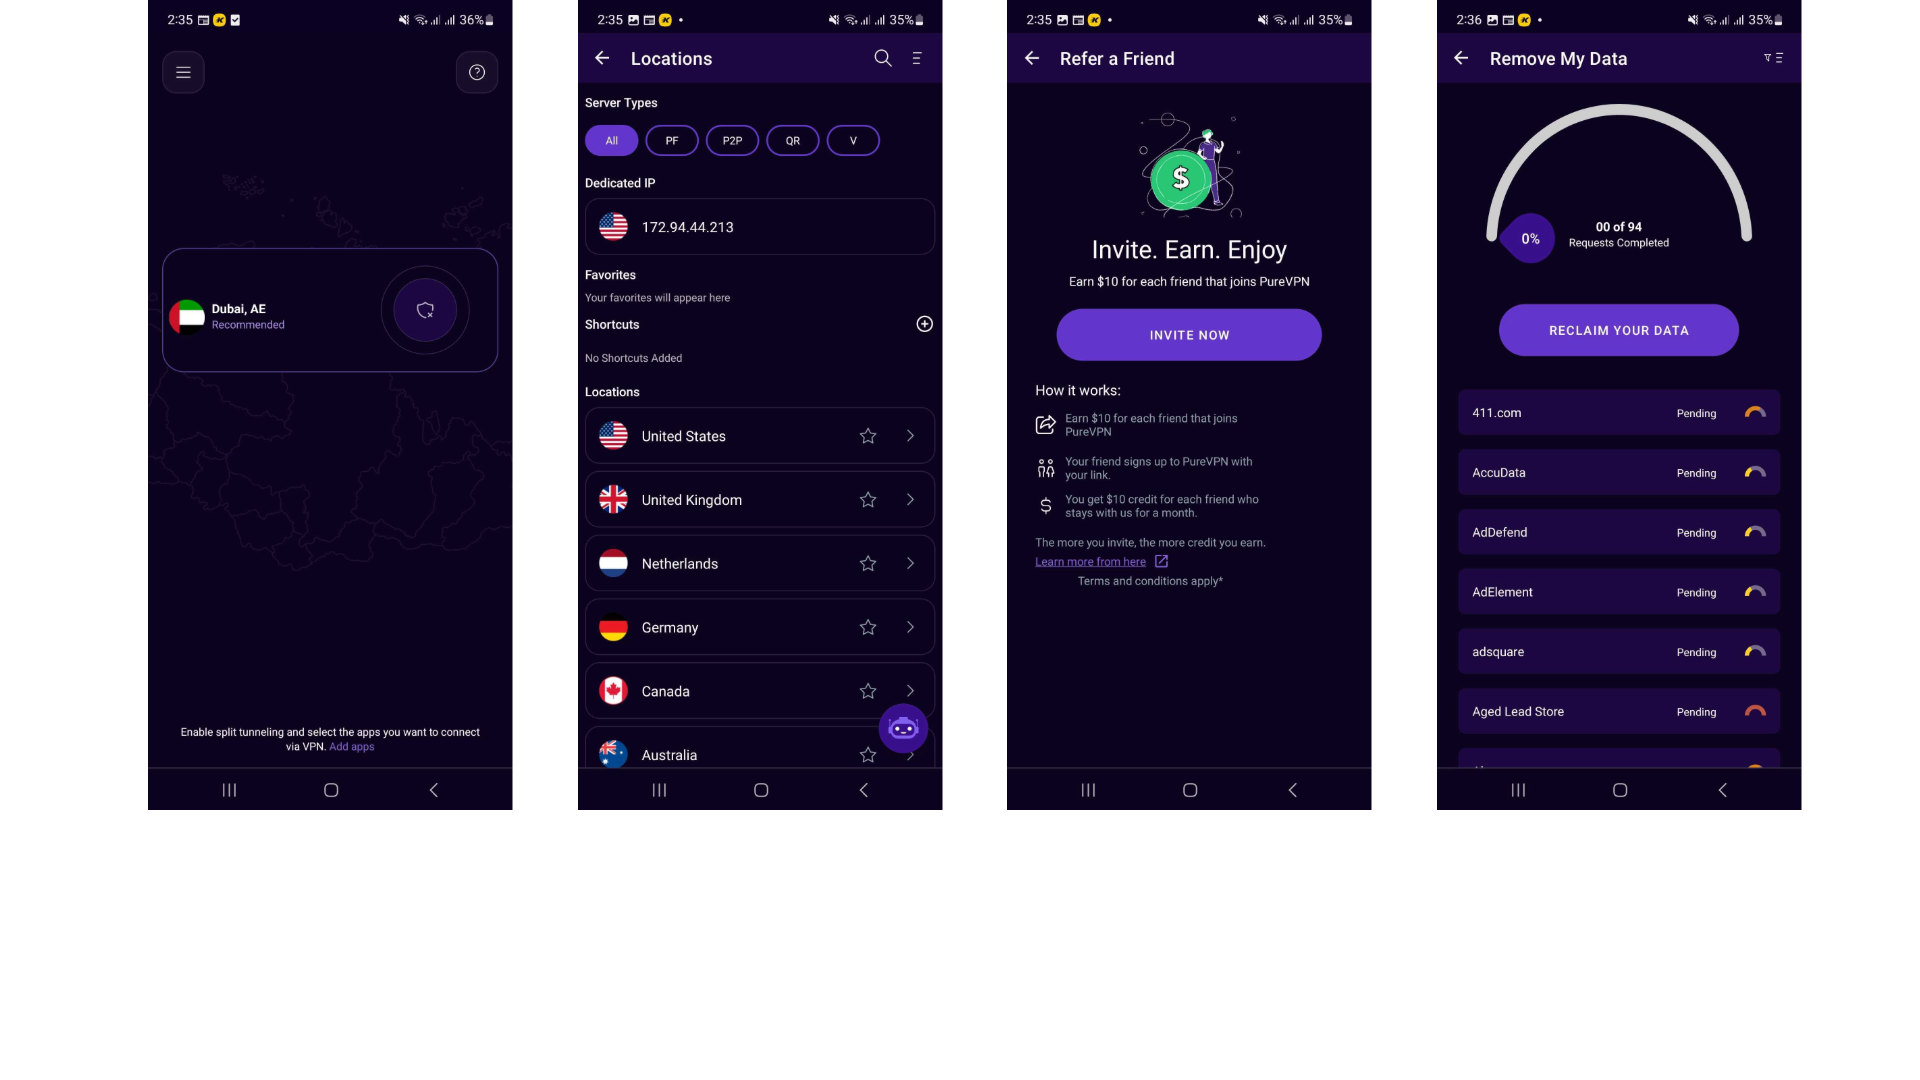 2:35
36%
Dubai, AE
Recommended
Enable split tunneling and select the apps you want to connect
via VPN. Add apps
2:35
35%
Locations
Server Types
All
PF
P2P
QR
V
Dedicated IP
172.94.44.213
Favorites
Your favorites will appear here
Shortcuts
No Shortcuts Added
Locations
United States
United Kingdom
Netherlands
Germany
Canada
Australia
2:35
35%
Refer a Friend
$
Invite. Earn. Enjoy
Earn $10 for each friend that joins PureVPN
INVITE NOW
How it works:
Earn $10 for each friend that joins
PureVPN
Your friend signs up to PureVPN with
your link.
$
You get $10 credit for each friend who
stays with us for a month.
The more you invite, the more credit you earn.
Learn more from here
Terms and conditions apply*
2:36
35%
Remove My Data
0%
00 of 94
Requests Completed
RECLAIM YOUR DATA
411.com Pending
AccuData Pending
AdDefend Pending
AdElement Pending
adsquare Pending
Aged Lead Store Pending